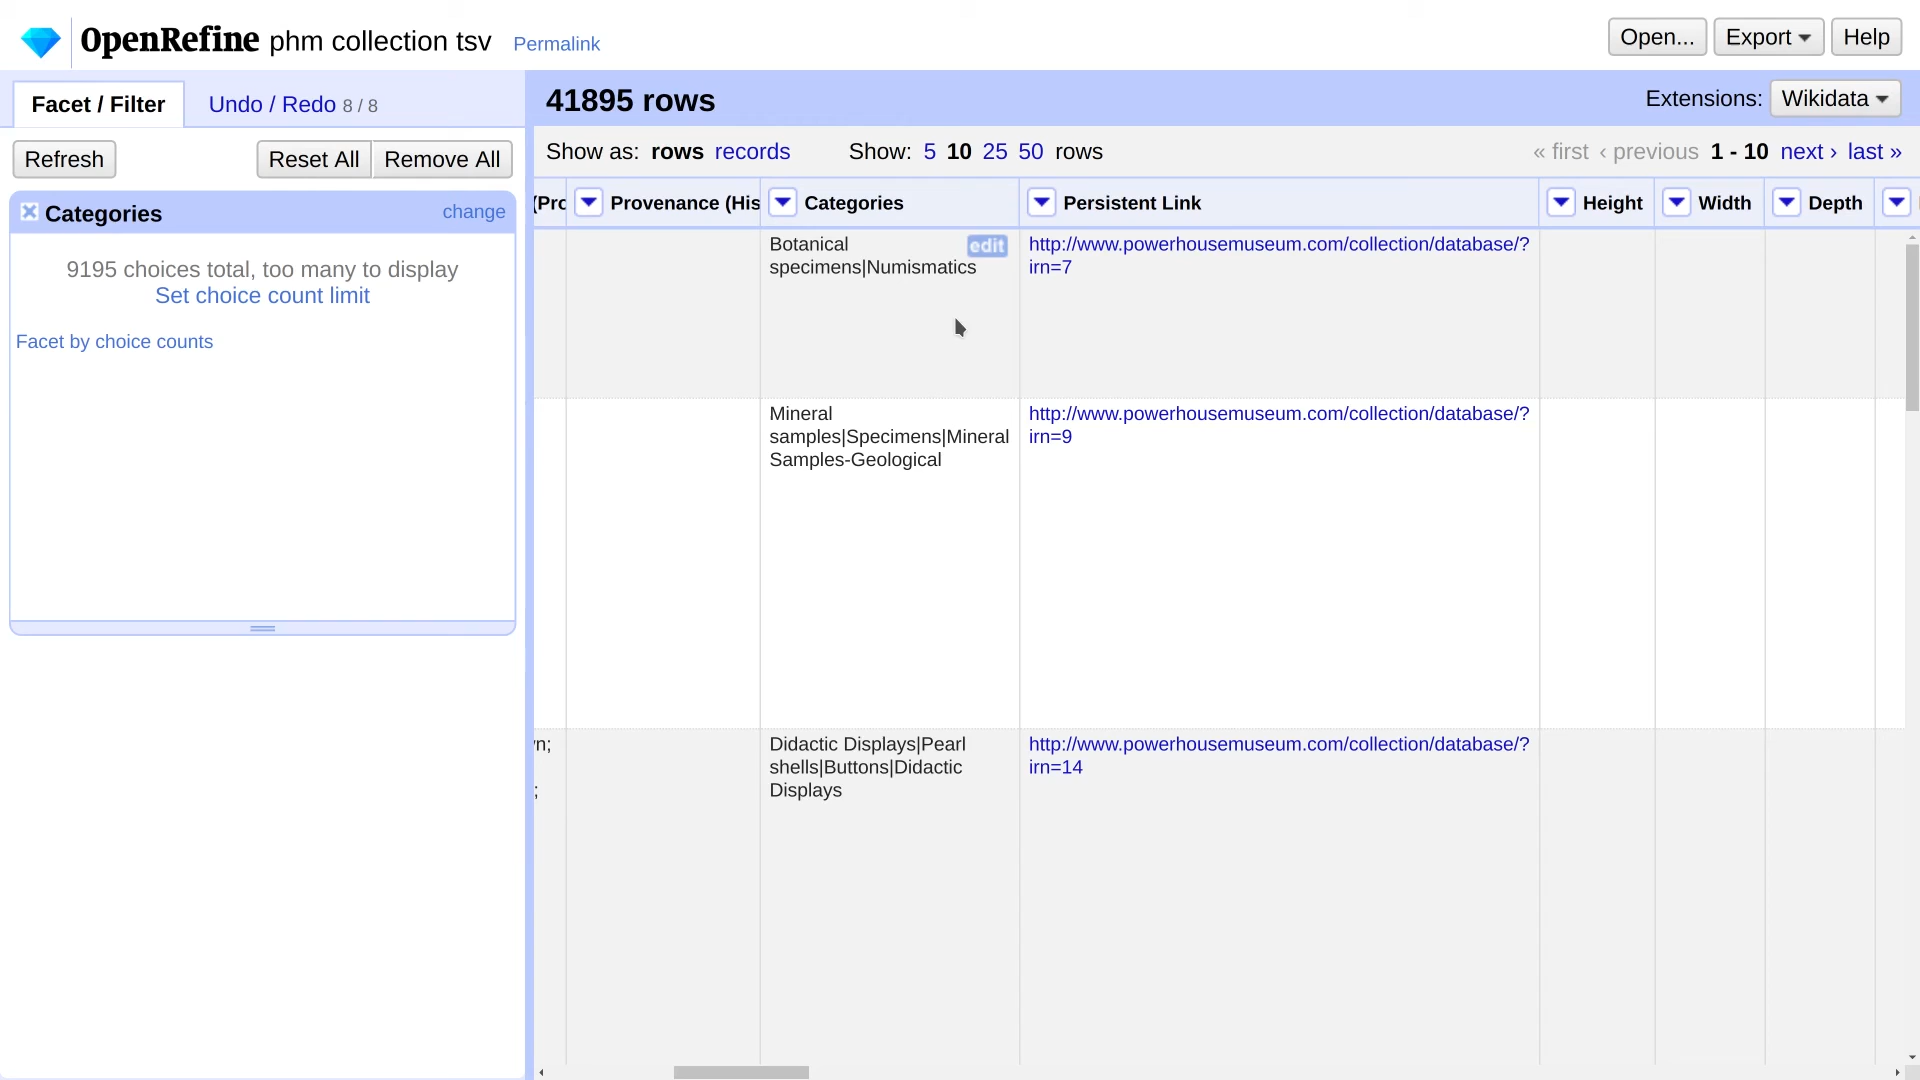 OpenRefine phm collection tsv Permalink
Open... Export Help
Facet / Filter Undo / Redo 8 / 8
41895 rows
Extensions: Wikidata
Refresh Reset All Remove All
Show as: rows records Show: 5 10 25 50 rows
« first ‹ previous 1 - 10 next › last »
Categories change
9195 choices total, too many to display
Set choice count limit
Facet by choice counts
(Pro Provenance (His Categories Persistent Link Height Width Depth
Botanical edit
specimens|Numismatics
http://www.powerhousemuseum.com/collection/database/?
irn=7
Mineral
samples|Specimens|Mineral
Samples-Geological
http://www.powerhousemuseum.com/collection/database/?
irn=9
n;
;
Didactic Displays|Pearl
shells|Buttons|Didactic
Displays
http://www.powerhousemuseum.com/collection/database/?
irn=14